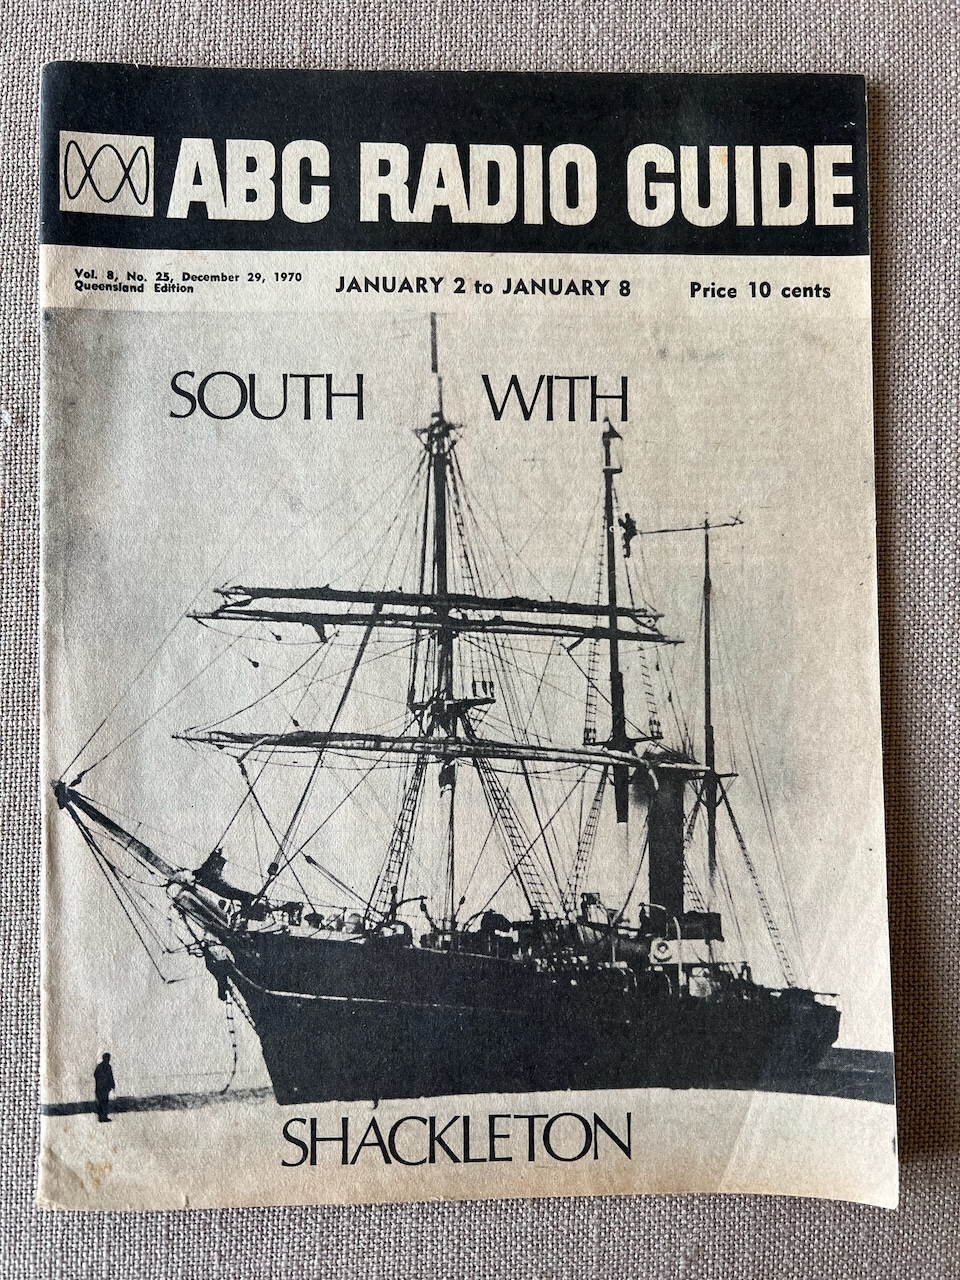 ABC RADIO GUIDE
Vol. 8, No. 25, December 29, 1970
Queensland Edition
JANUARY 2 to JANUARY 8
Price 10 cents
SOUTH WITH
SHACKLETON